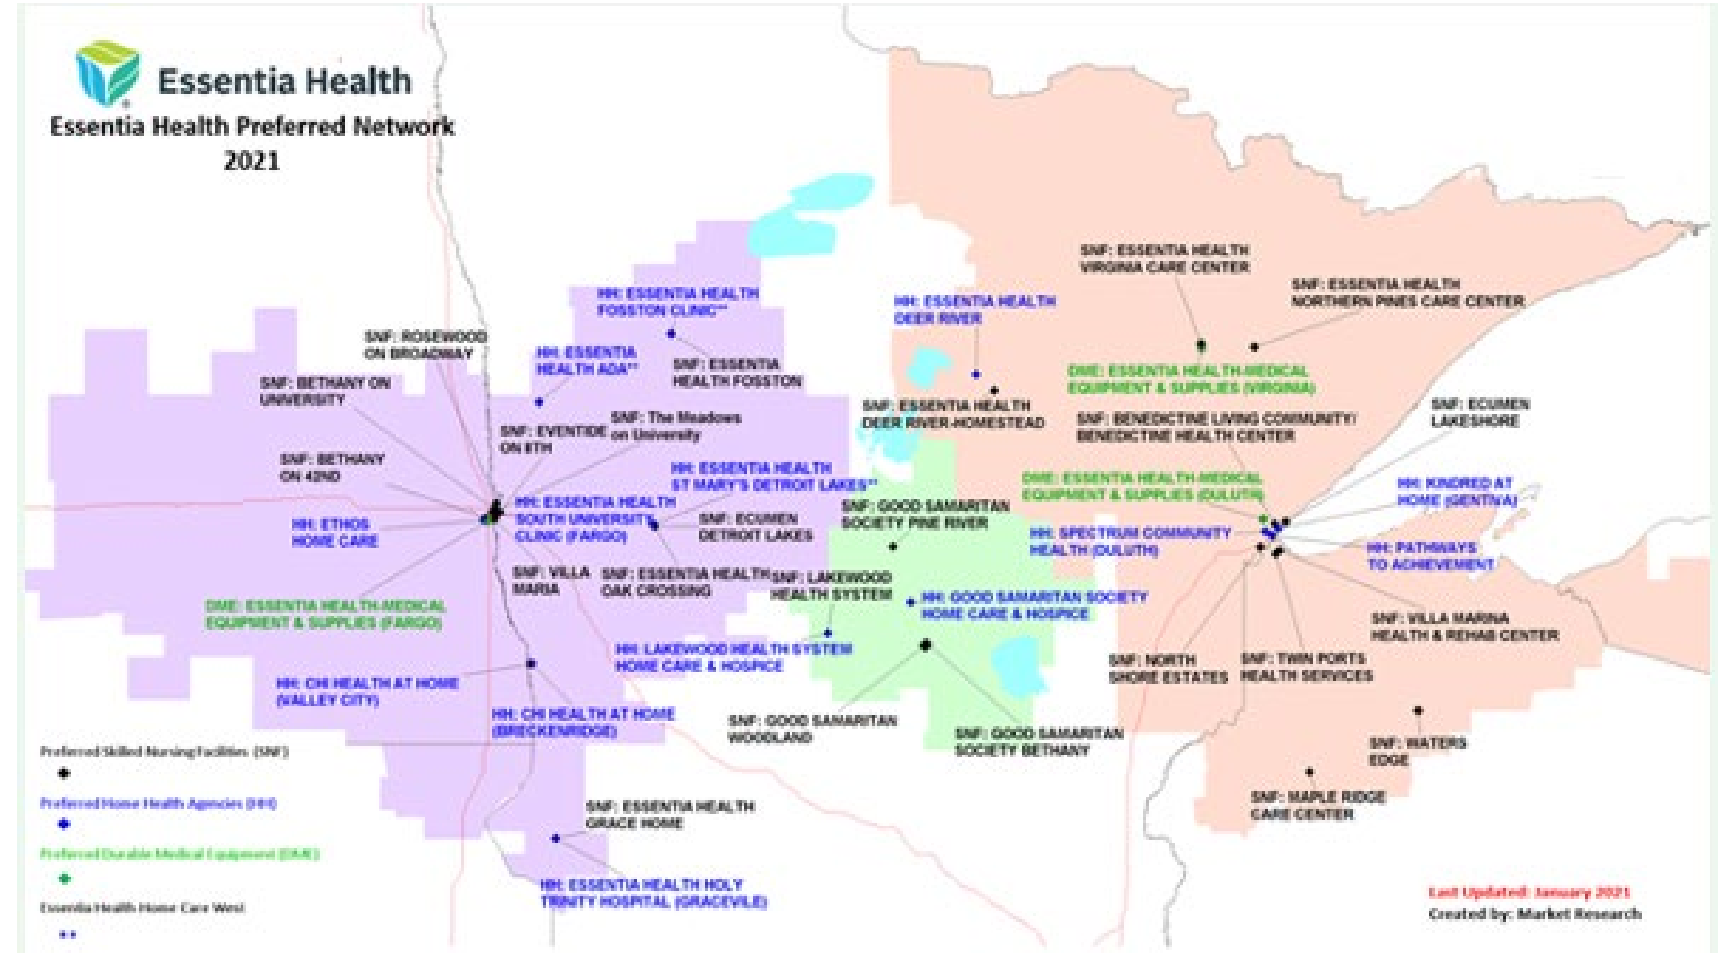 Essentia Health
Essentia Health Preferred Network
2021
SNF: ROSEWOOD
ON BROADWAY
SNF: BETHANY ON
UNIVERSITY
SNF: BETHANY
ON 42ND
HH: ETHOS
HOME CARE
DME: ESSENTIA HEALTH-MEDICAL
EQUIPMENT & SUPPLIES (FARGO)
HH: CHI HEALTH AT HOME
(VALLEY CITY)
HH: ESSENTIA HEALTH
FOSSTON CLINIC**
HH: ESSENTIA
HEALTH ADA**
SNF: ESSENTIA
HEALTH FOSSTON
SNF: EVENTIDE
ON 8TH
SNF: The Meadows
on University
HH: ESSENTIA HEALTH
ST MARY'S DETROIT LAKES**
HH: ESSENTIA HEALTH
SOUTH UNIVERSITY
CLINIC (FARGO)
SNF: ECUMEN
DETROIT LAKES
SNF: VILLA
MARIA
SNF: ESSENTIA HEALTH
OAK CROSSING
SNF: LAKEWOOD
HEALTH SYSTEM
HH: LAKEWOOD HEALTH SYSTEM
HOME CARE & HOSPICE
HH: CHI HEALTH AT HOME
(BRECKENRIDGE)
SNF: ESSENTIA HEALTH
GRACE HOME
HH: ESSENTIA HEALTH HOLY
TRINITY HOSPITAL (GRACEVILE)
HH: ESSENTIA HEALTH
DEER RIVER
SNF: ESSENTIA HEALTH
DEER RIVER-HOMESTEAD
SNF: GOOD SAMARITAN
SOCIETY PINE RIVER
HH: GOOD SAMARITAN SOCIETY
HOME CARE & HOSPICE
SNF: GOOD SAMARITAN
WOODLAND
SNF: GOOD SAMARITAN
SOCIETY BETHANY
SNF: ESSENTIA HEALTH
VIRGINIA CARE CENTER
SNF: ESSENTIA HEALTH
NORTHERN PINES CARE CENTER
DME: ESSENTIA HEALTH-MEDICAL
EQUIPMENT & SUPPLIES (VIRGINIA)
SNF: BENEDICTINE LIVING COMMUNITY/
BENEDICTINE HEALTH CENTER
SNF: ECUMEN
LAKESHORE
DME: ESSENTIA HEALTH-MEDICAL
EQUIPMENT & SUPPLIES (DULUTH)
HH: KINDRED AT
HOME (GENTIVA)
HH: SPECTRUM COMMUNITY
HEALTH (DULUTH)
HH: PATHWAYS
TO ACHIEVEMENT
SNF: VILLA MARINA
HEALTH & REHAB CENTER
SNF: NORTH
SHORE ESTATES
SNF: TWIN PORTS
HEALTH SERVICES
SNF: WATERS
EDGE
SNF: MAPLE RIDGE
CARE CENTER
Preferred Skilled Nursing Facilities (SNF)
Preferred Home Health Agencies (HH)
Preferred Durable Medical Equipment (DME)
Essentia Health Home Care West
**
Last Updated: January 2021
Created by: Market Research